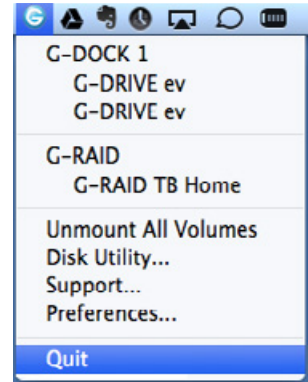 G-DOCK 1
G-DRIVE ev
G-DRIVE ev
G-RAID
G-RAID TB Home
Unmount All Volumes
Disk Utility...
Support...
Preferences...
Quit